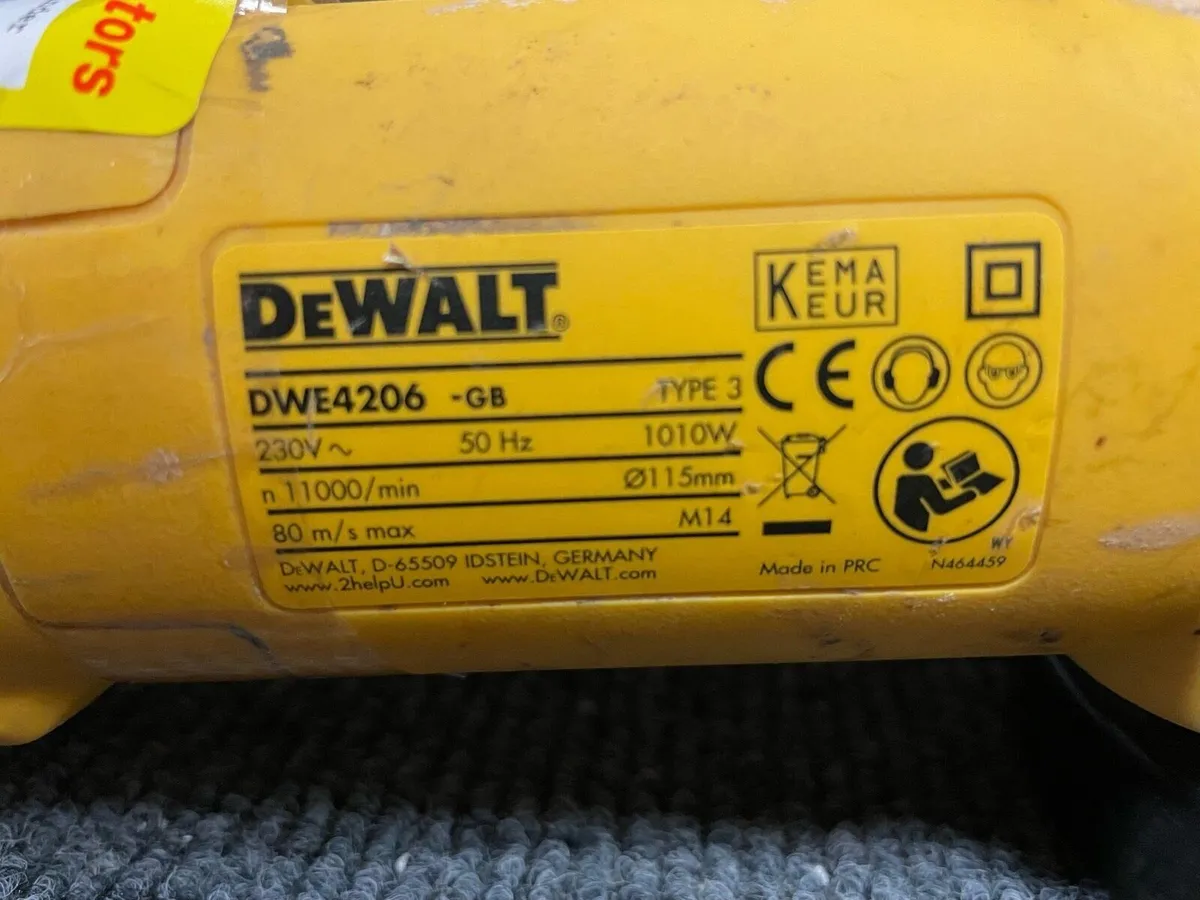 tors
DEWALT®
DWE4206 -GB TYPE 3
230V ~ 50 Hz 1010W
n 11000/min Ø115mm
80 m/s max M14
DEWALT, D-65509 IDSTEIN, GERMANY
www.2helpU.com www.DEWALT.com
KEMA
KEUR
CE
WY
Made in PRC N464459